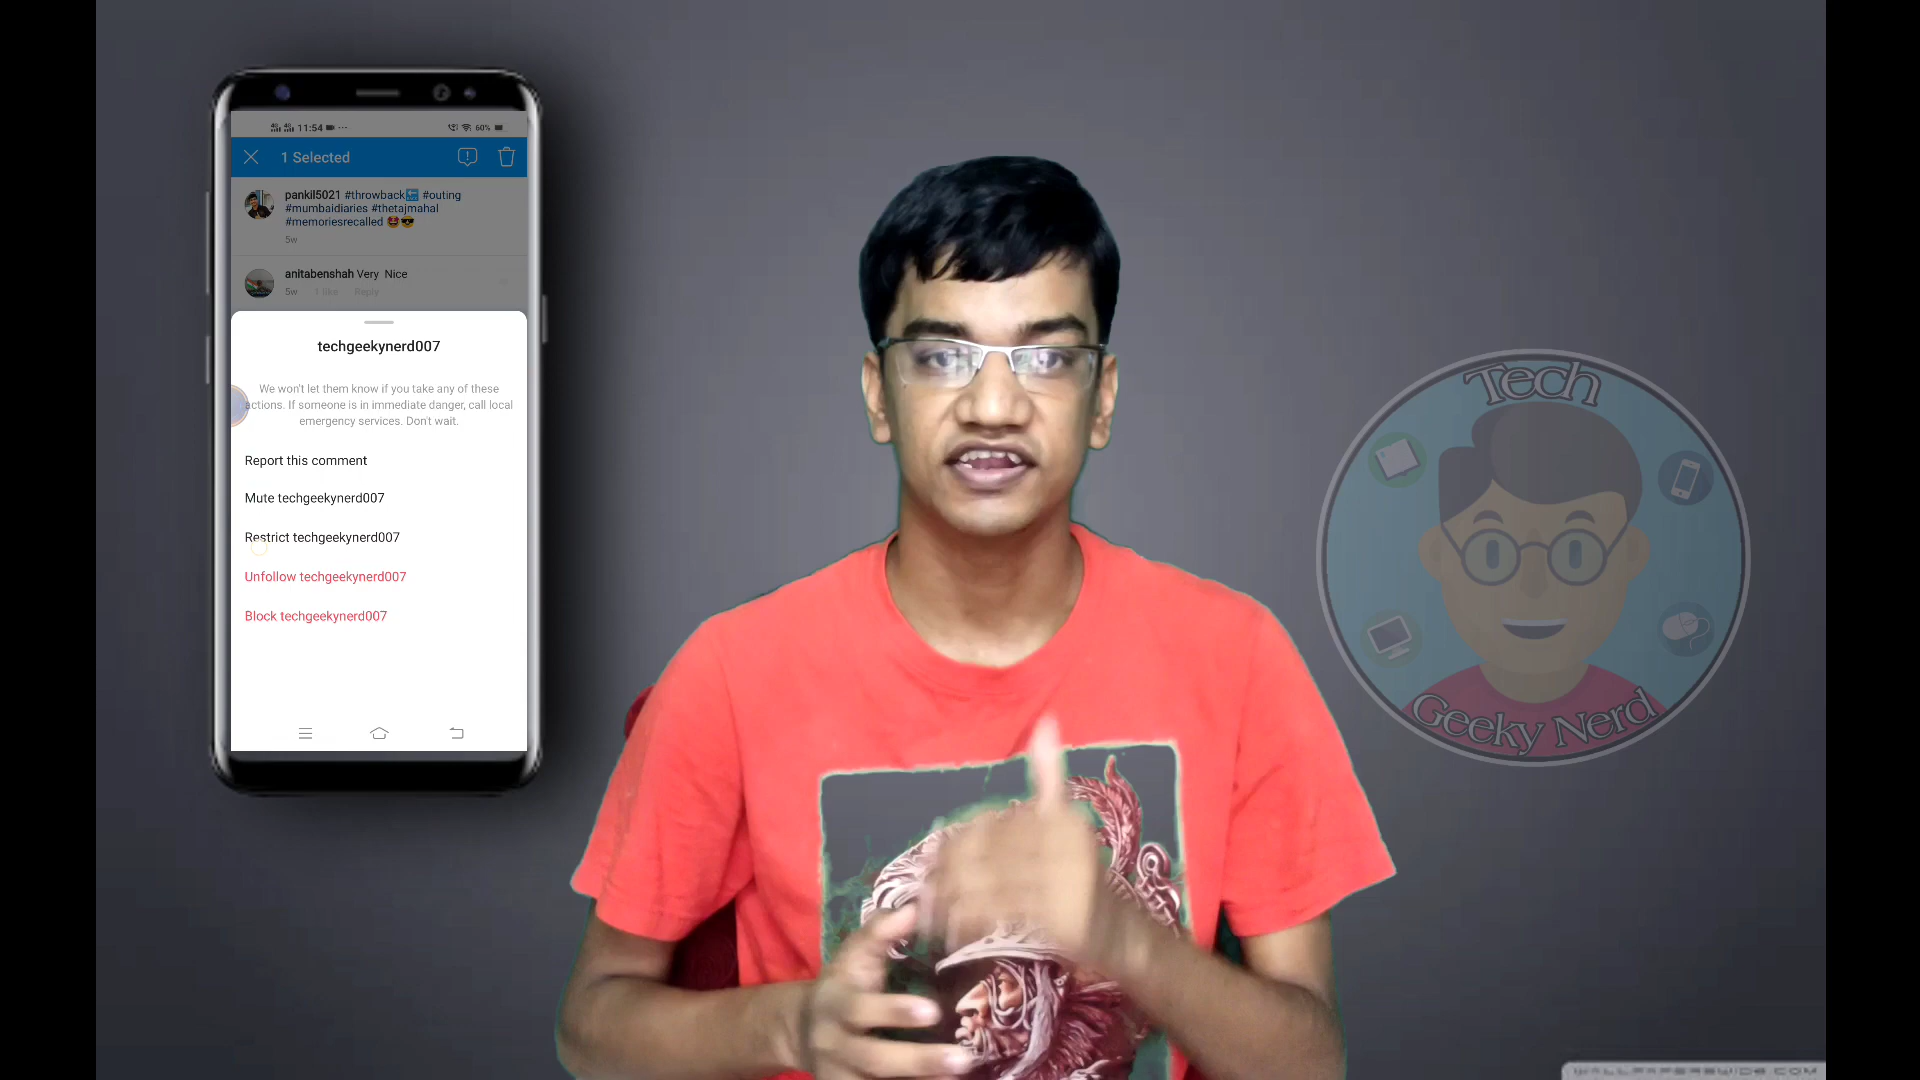 11:54
60%
1 Selected
pankil5021 #throwback #outing
#mumbaidiaries #thetajmahal
#memoriesrecalled
5w
anitabenshah Very Nice
5w 1 like Reply
techgeekynerd007
We won't let them know if you take any of these
actions. If someone is in immediate danger, call local
emergency services. Don't wait.
Report this comment
Mute techgeekynerd007
Restrict techgeekynerd007
Unfollow techgeekynerd007
Block techgeekynerd007
Tech
Geeky Nerd